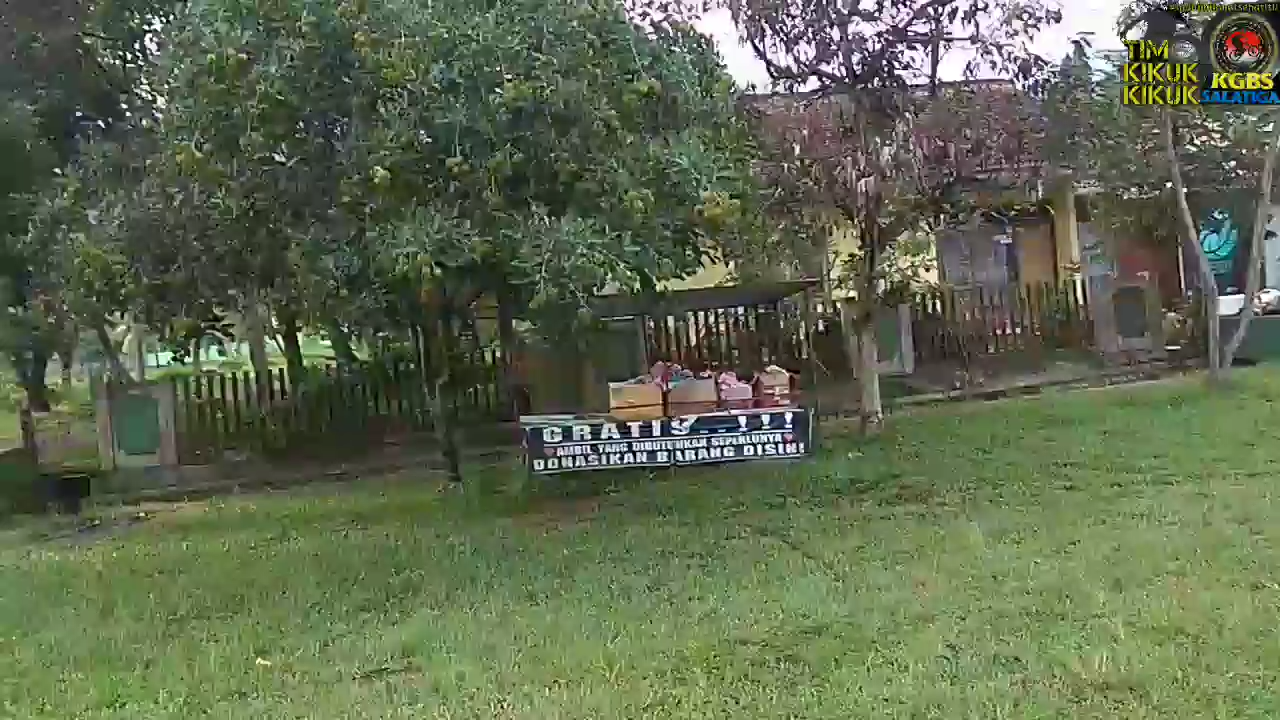 TIM
KIKUK
KIKUK
KGBS
SALATIGA
GRATIS..!!!
AMBIL YANG DIBUTUHKAN SEPERLUNYA
DONASIKAN BARANG DISINI